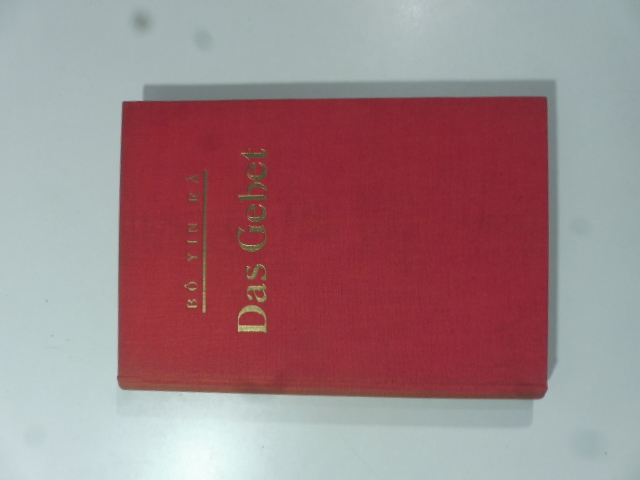 BÔ YIN RÂ
Das Gebet